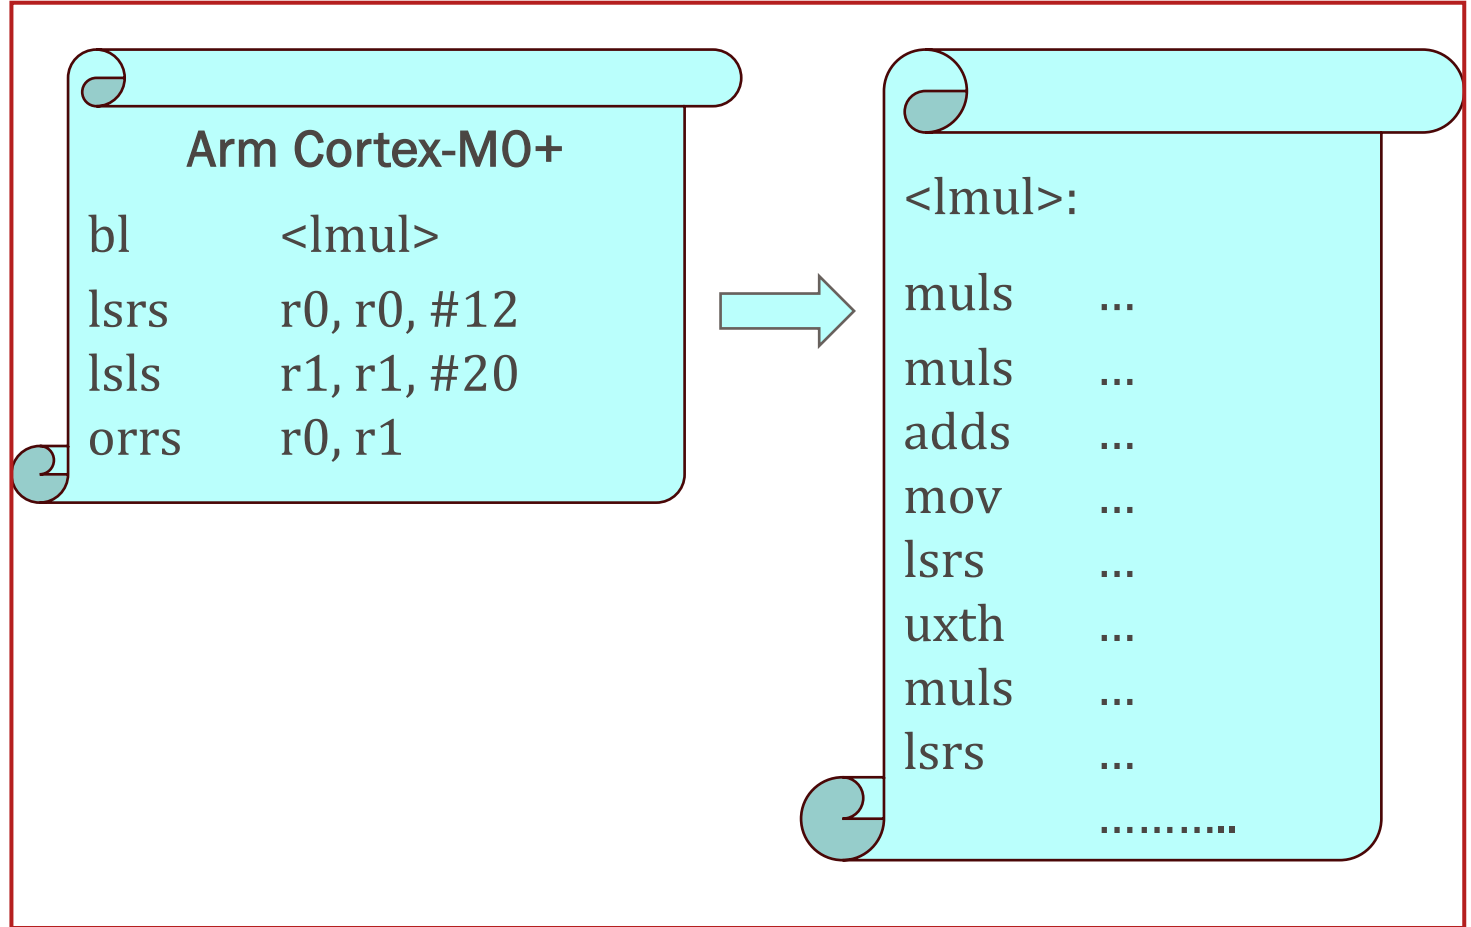 Arm Cortex-M0+
bl <lmul>
lsrs r0, r0, #12
lsls r1, r1, #20
orrs r0, r1
<lmul>:
muls ...
muls ...
adds ...
mov ...
lsrs ...
uxth ...
muls ...
lsrs ...
………..